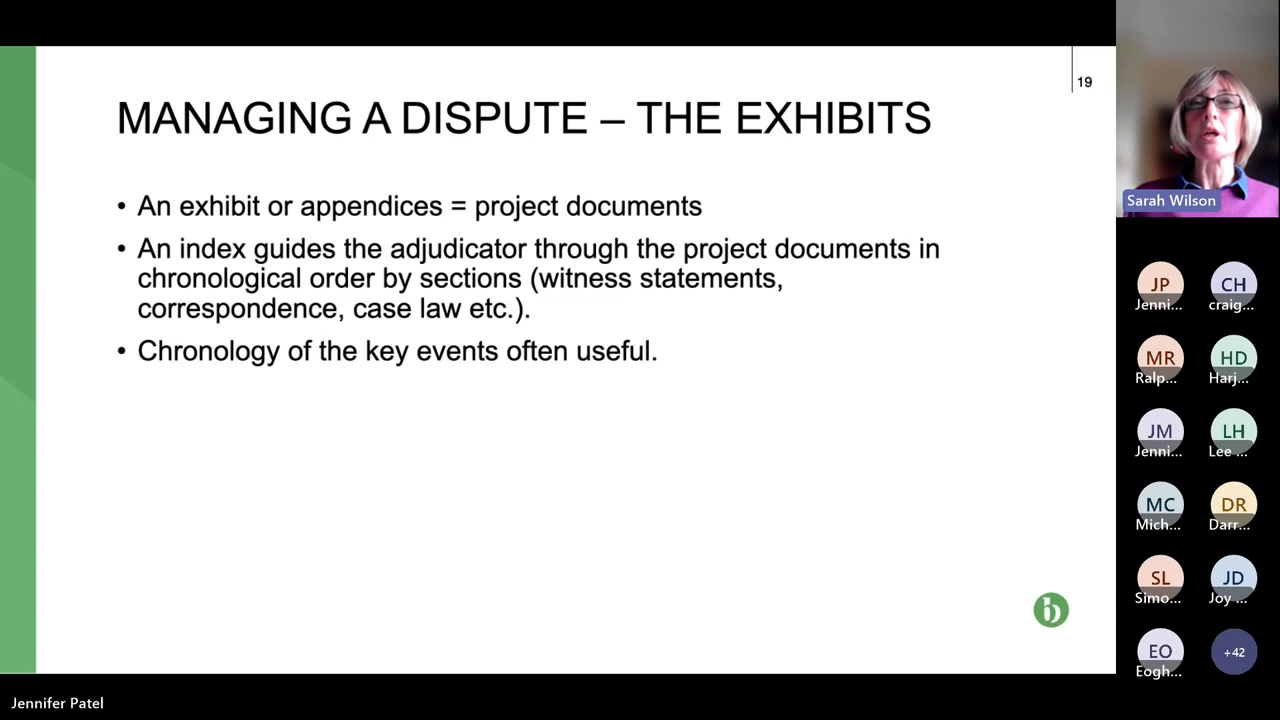 19
MANAGING A DISPUTE – THE EXHIBITS
• An exhibit or appendices = project documents
• An index guides the adjudicator through the project documents in
chronological order by sections (witness statements,
correspondence, case law etc.).
• Chronology of the key events often useful.
b
Jennifer Patel
Sarah Wilson
JP CH
Jenni... craig...
MR HD
Ralp... Harj...
JM LH
Jenni... Lee ...
MC DR
Mich... Darr...
SL JD
Simo... Joy ...
EO +42
Eogh...